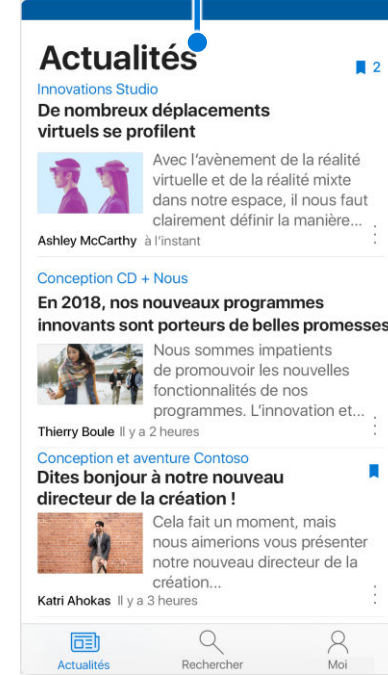 Actualités
2
Innovations Studio
De nombreux déplacements
virtuels se profilent
Avec l'avènement de la réalité
virtuelle et de la réalité mixte
dans notre espace, il nous faut
clairement définir la manière...
Ashley McCarthy à l'instant
Conception CD + Nous
En 2018, nos nouveaux programmes
innovants sont porteurs de belles promesses
Nous sommes impatients
de promouvoir les nouvelles
fonctionnalités de nos
programmes. L'innovation et...
Thierry Boule Il y a 2 heures
Conception et aventure Contoso
Dites bonjour à notre nouveau
directeur de la création !
Cela fait un moment, mais
nous aimerions vous présenter
notre nouveau directeur de la
création...
Katri Ahokas Il y a 3 heures
Actualités Rechercher Moi